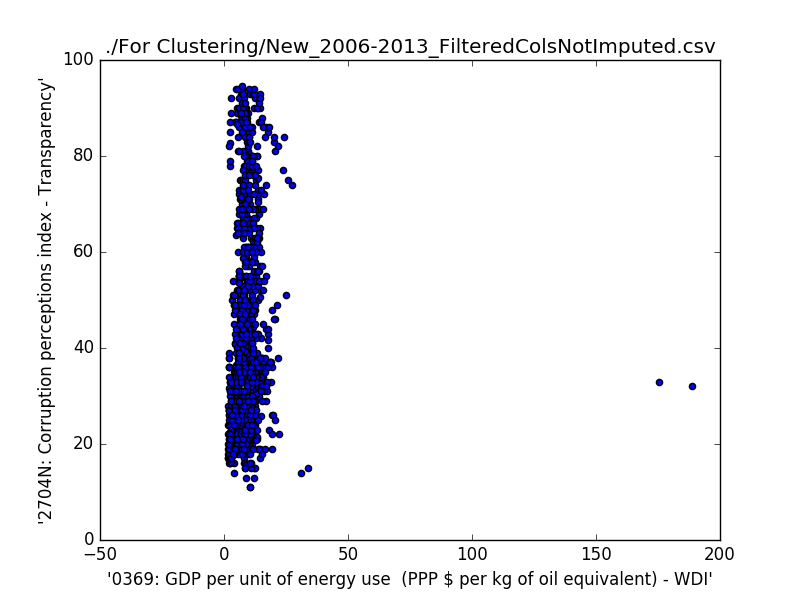 ./For Clustering/New_2006-2013_FilteredColsNotImputed.csv
100
80
60
40
20
0
'2704N: Corruption perceptions index - Transparency'
−50 0 50 100 150 200
'0369: GDP per unit of energy use  (PPP $ per kg of oil equivalent) - WDI'